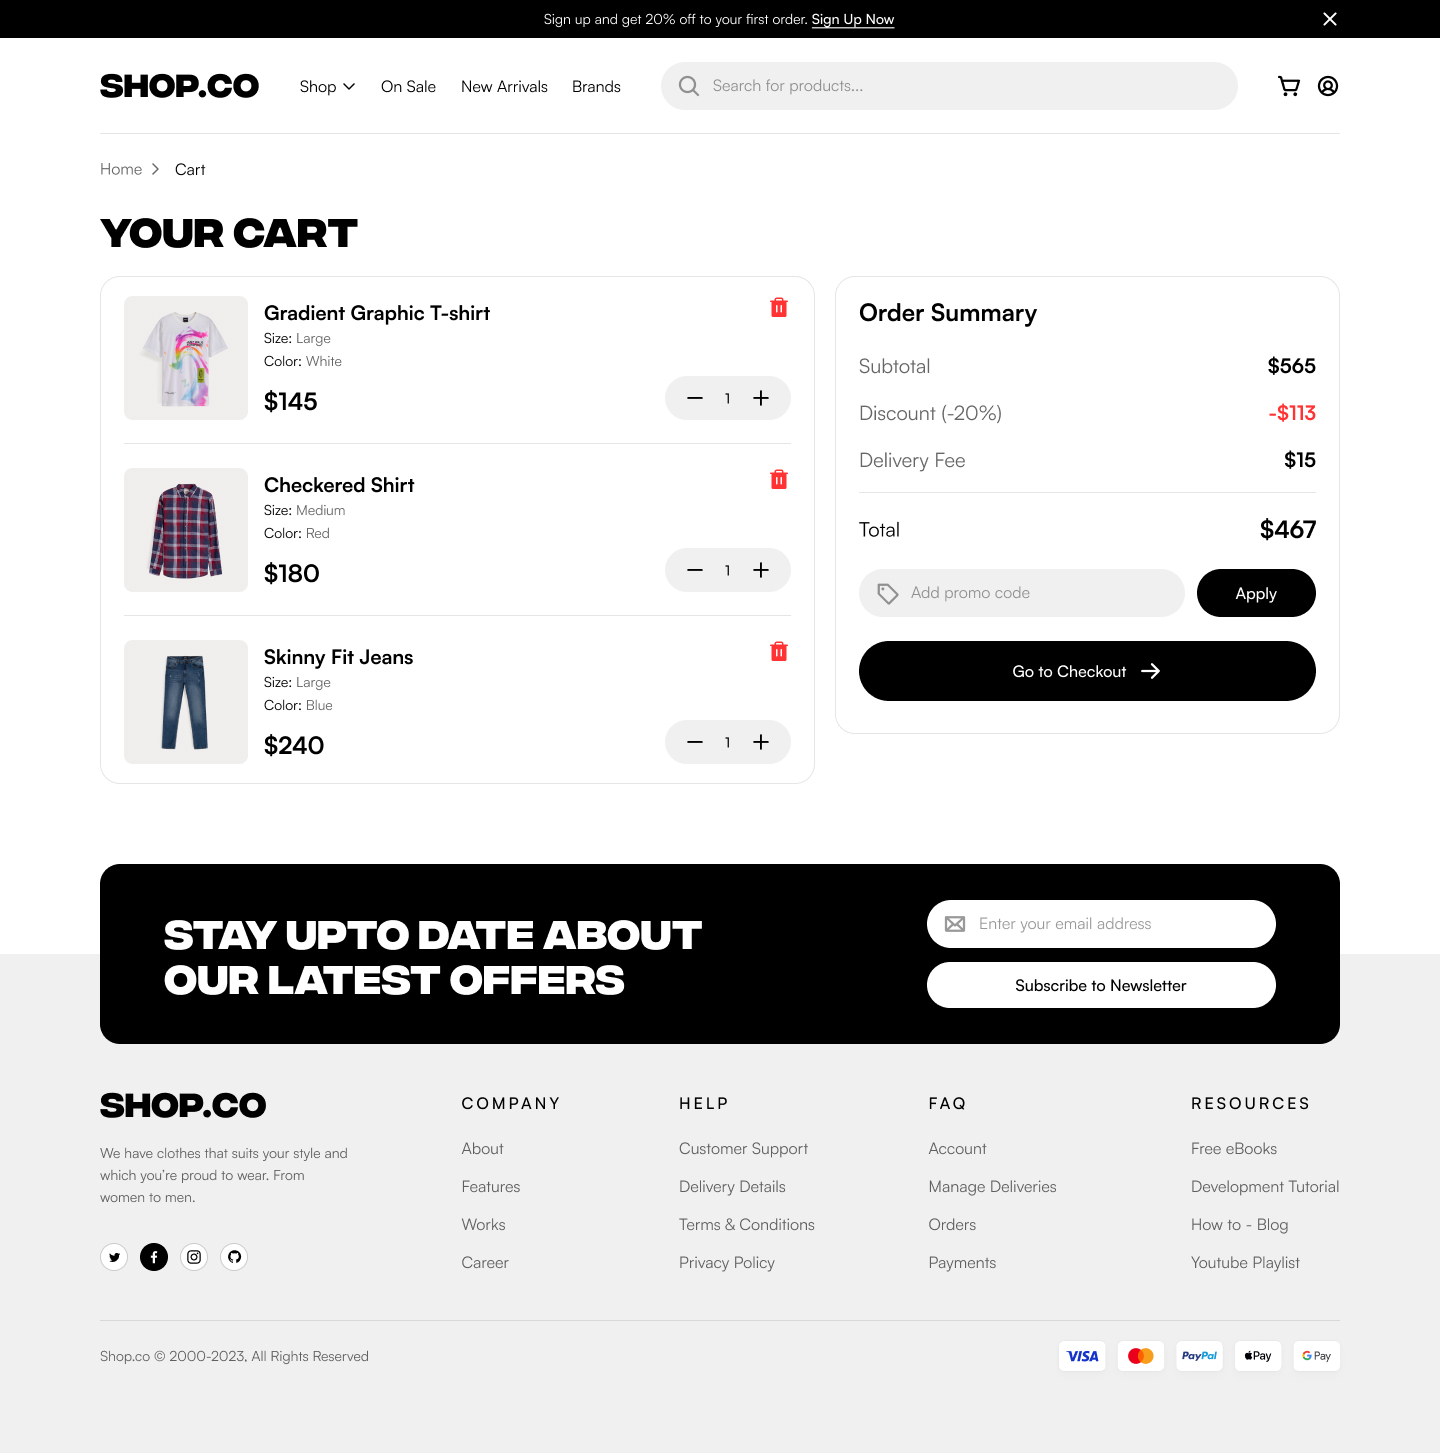 Sign up and get 20% off to your first order. Sign Up Now
SHOP.CO
Shop
On Sale
New Arrivals
Brands
Search for products...
Home
Cart
YOUR CART
Gradient Graphic T-shirt
Size: Large
Color: White
$145
1
Checkered Shirt
Size: Medium
Color: Red
$180
1
Skinny Fit Jeans
Size: Large
Color: Blue
$240
1
Order Summary
Subtotal
$565
Discount (-20%)
-$113
Delivery Fee
$15
Total
$467
Add promo code
Apply
Go to Checkout
STAY UPTO DATE ABOUT
OUR LATEST OFFERS
Enter your email address
Subscribe to Newsletter
SHOP.CO
We have clothes that suits your style and
which you're proud to wear. From
women to men.
COMPANY
About
Features
Works
Career
HELP
Customer Support
Delivery Details
Terms & Conditions
Privacy Policy
FAQ
Account
Manage Deliveries
Orders
Payments
RESOURCES
Free eBooks
Development Tutorial
How to - Blog
Youtube Playlist
Shop.co © 2000-2023, All Rights Reserved
VISA
PayPal
Pay
G Pay